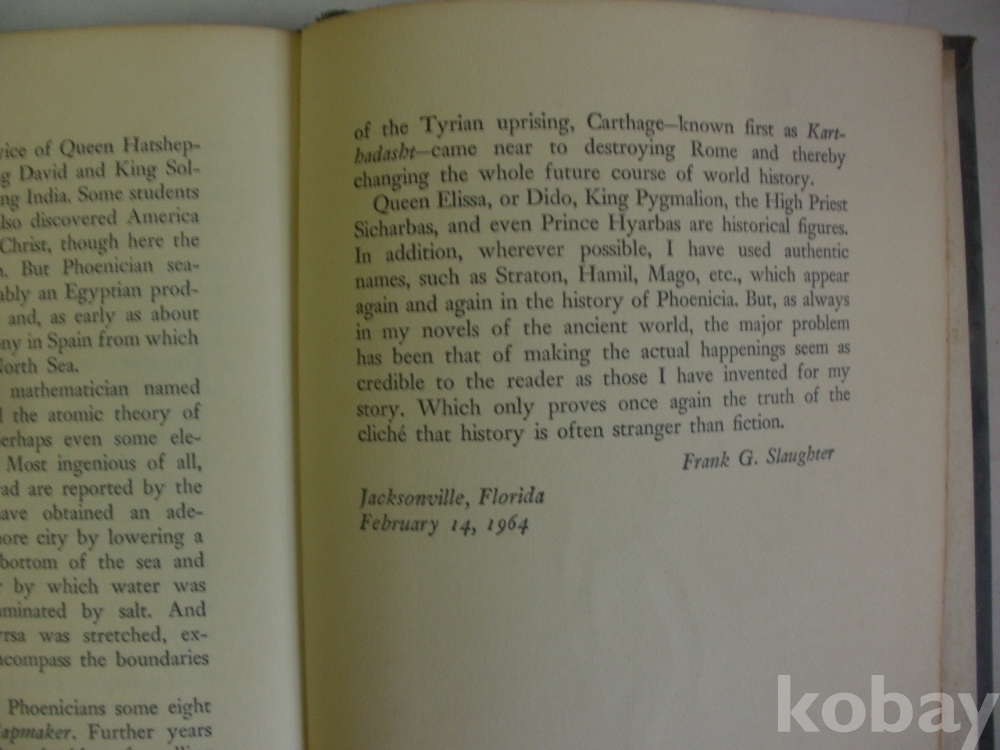 vice of Queen Hatshep-
g David and King Sol-
ng India. Some students
lso discovered America
Christ, though here the
But Phoenician sea-
ably an Egyptian prod-
and, as early as about
ny in Spain from which
North Sea.
mathematician named
the atomic theory of
erhaps even some ele-
Most ingenious of all,
ad are reported by the
ave obtained an ade-
hore city by lowering a
bottom of the sea and
by which water was
aminated by salt. And
yrsa was stretched, ex-
ncompass the boundaries
Phoenicians some eight
Mapmaker. Further years
of the Tyrian uprising, Carthage—known first as Kart-
hadasht—came near to destroying Rome and thereby
changing the whole future course of world history.
Queen Elissa, or Dido, King Pygmalion, the High Priest
Sicharbas, and even Prince Hyarbas are historical figures.
In addition, wherever possible, I have used authentic
names, such as Straton, Hamil, Mago, etc., which appear
again and again in the history of Phoenicia. But, as always
in my novels of the ancient world, the major problem
has been that of making the actual happenings seem as
credible to the reader as those I have invented for my
story. Which only proves once again the truth of the
cliché that history is often stranger than fiction.
Frank G. Slaughter
Jacksonville, Florida
February 14, 1964
kobay